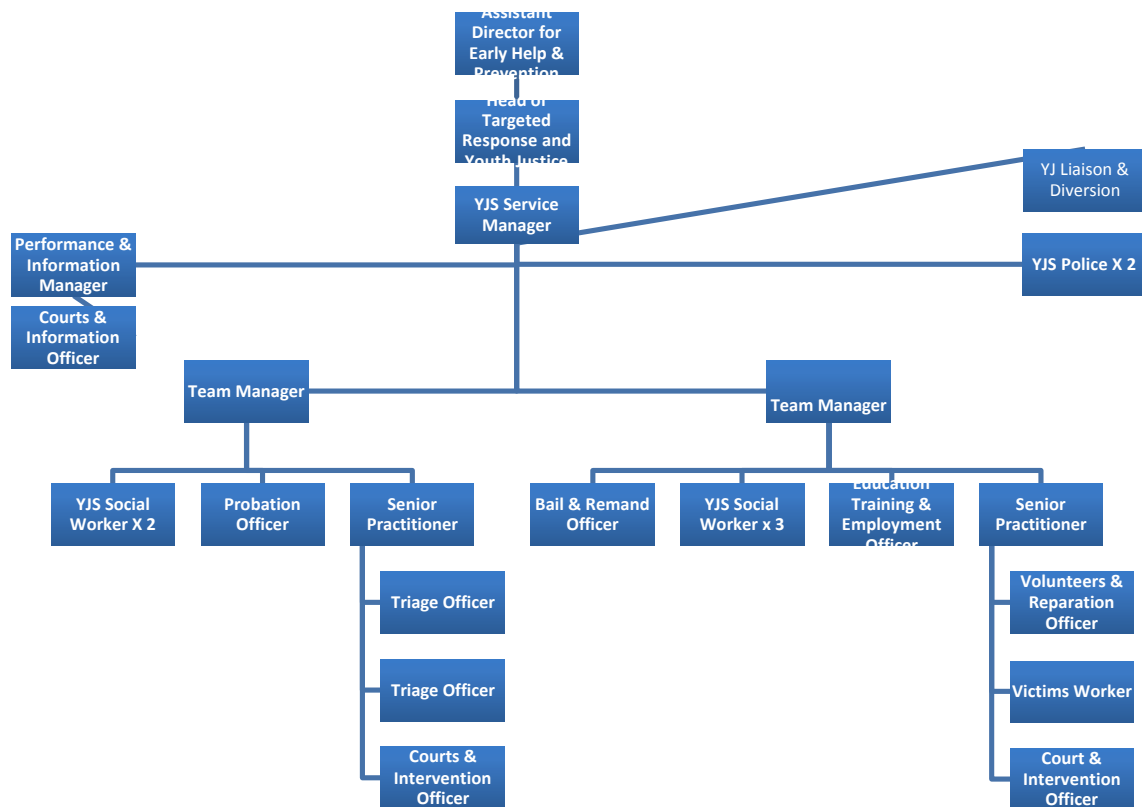 Assistant
Director for
Early Help &
Prevention
Head of
Targeted
Response and
Youth Justice
YJ Liaison &
Diversion
YJS Service
Manager
Performance &
Information
Manager
YJS Police X 2
Courts &
Information
Officer
Team Manager
Team Manager
YJS Social
Worker X 2
Probation
Officer
Senior
Practitioner
Bail & Remand
Officer
YJS Social
Worker x 3
Education
Training &
Employment
Officer
Senior
Practitioner
Triage Officer
Volunteers &
Reparation
Officer
Triage Officer
Victims Worker
Courts &
Intervention
Officer
Court &
Intervention
Officer